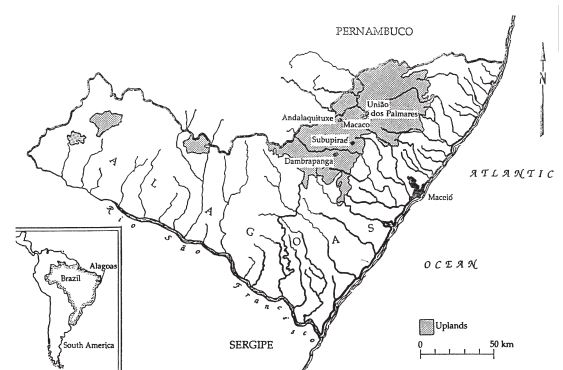 PERNAMBUCO
N
União
dos Palmares
Andalaquituxe
Macaco
Subupiraé
Dambrapanga
ALAGOAS
ATLANTIC
OCEAN
Maceió
Rio São Francisco
SERGIPE
Alagoas
Brazil
South America
Uplands
0 50 km